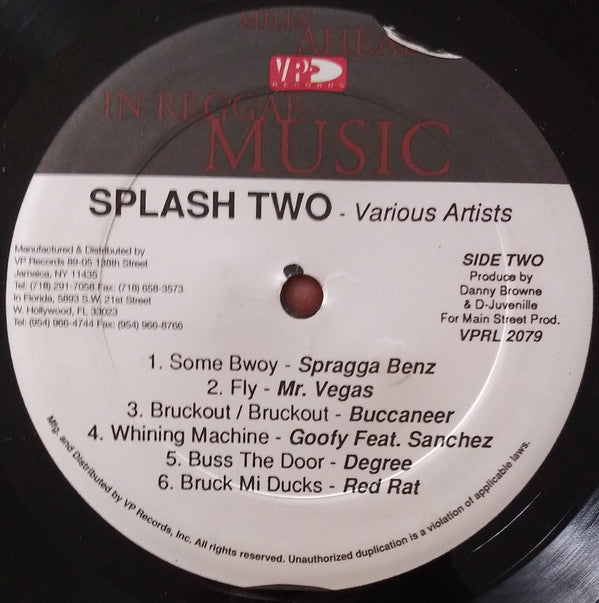 MILES
AHEAD
VP
RECORDS
IN REGGAE
MUSIC
SPLASH TWO - Various Artists
Manufactured & Distributed by
VP Records 89-05 138th Street
Jamaica, NY 11435
Tel: (718) 291-7058 Fax: (718) 658-3573
In Florida, 5893 S.W. 21st Street
W. Hollywood, FL 33023
Tel: (954) 966-4744 Fax: (954) 966-8766
SIDE TWO
Produce by
Danny Browne
& D-Juvenille
For Main Street Prod.
VPRL 2079
1. Some Bwoy - Spragga Benz
2. Fly - Mr. Vegas
3. Bruckout / Bruckout - Buccaneer
4. Whining Machine - Goofy Feat. Sanchez
5. Buss The Door - Degree
6. Bruck Mi Ducks - Red Rat
Mfg. and Distributed by VP Records, Inc. All rights reserved. Unauthorized duplication is a violation of applicable laws.